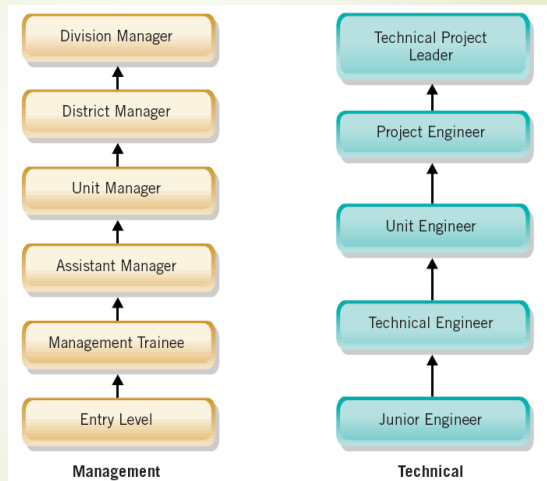 Division Manager
District Manager
Unit Manager
Assistant Manager
Management Trainee
Entry Level
Management
Technical Project
Leader
Project Engineer
Unit Engineer
Technical Engineer
Junior Engineer
Technical